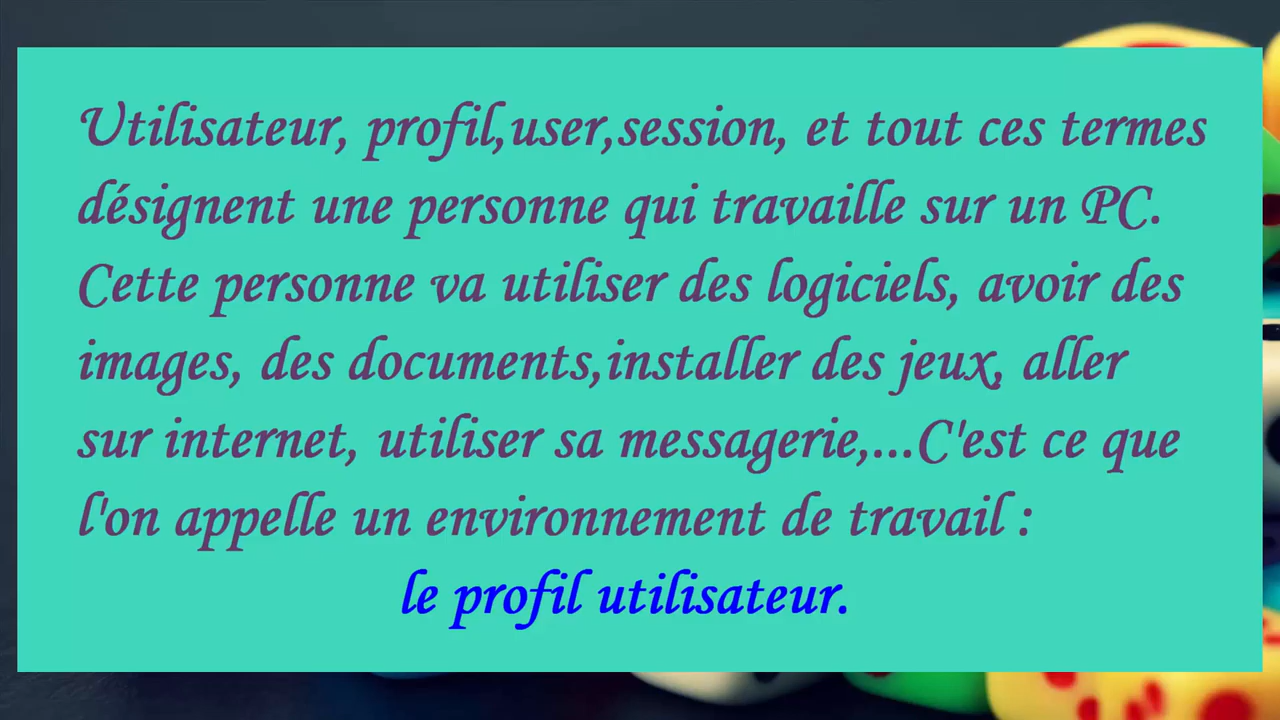 Utilisateur, profil,user,session, et tout ces termes
désignent une personne qui travaille sur un PC.
Cette personne va utiliser des logiciels, avoir des
images, des documents,installer des jeux, aller
sur internet, utiliser sa messagerie,...C'est ce que
l'on appelle un environnement de travail :
le profil utilisateur.